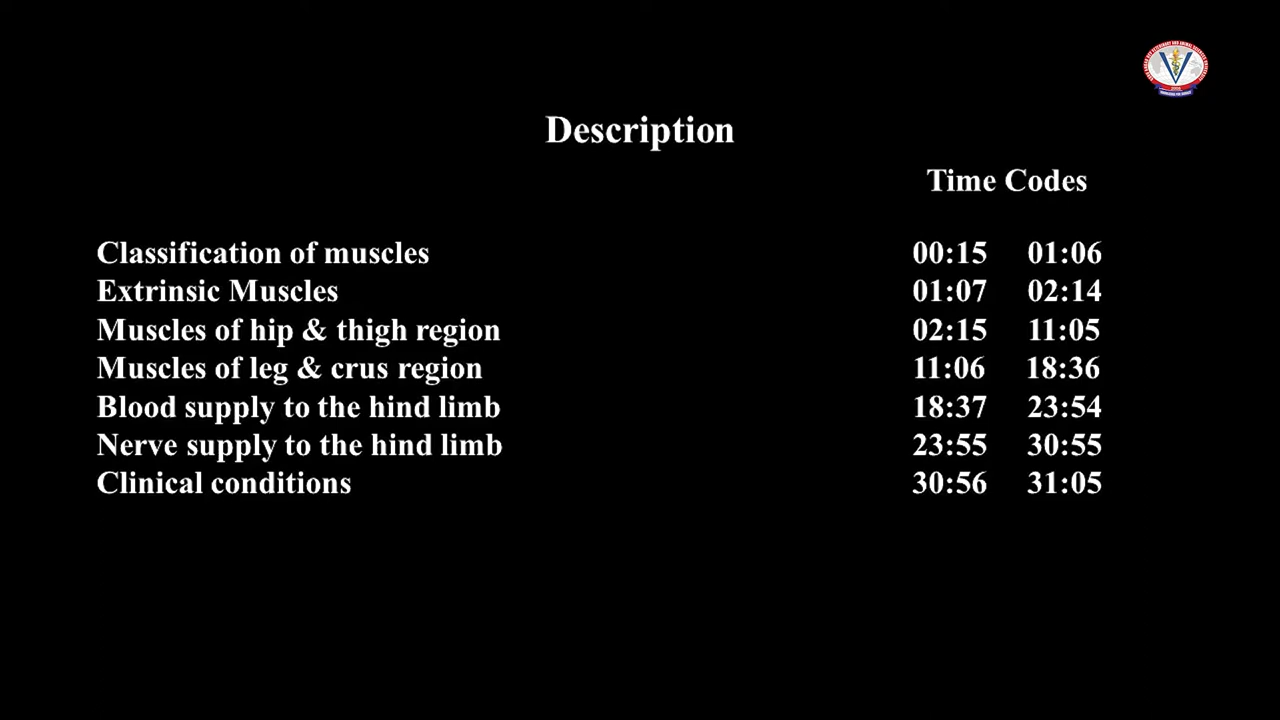 Description
Time Codes
Classification of muscles 00:15 01:06
Extrinsic Muscles 01:07 02:14
Muscles of hip & thigh region 02:15 11:05
Muscles of leg & crus region 11:06 18:36
Blood supply to the hind limb 18:37 23:54
Nerve supply to the hind limb 23:55 30:55
Clinical conditions 30:56 31:05